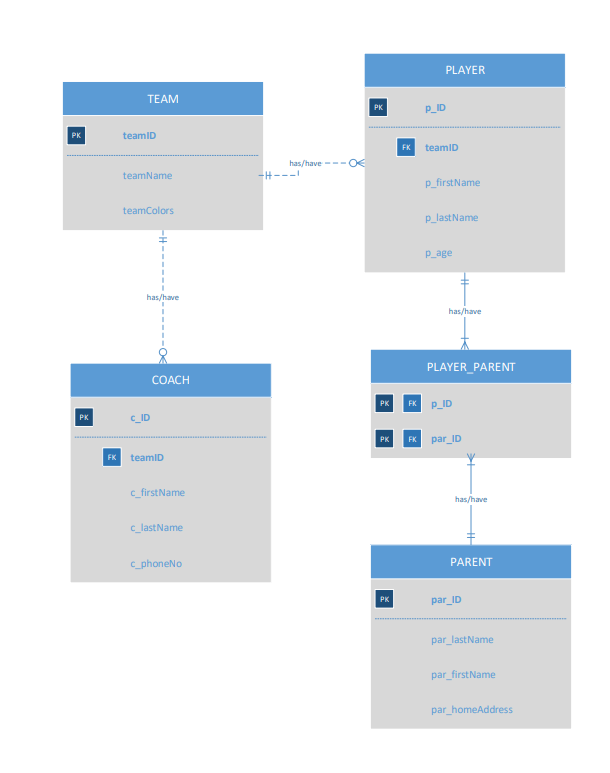 TEAM
PK teamID
teamName
teamColors
has/have
PLAYER
PK p_ID
FK teamID
p_firstName
p_lastName
p_age
has/have
has/have
COACH
PK c_ID
FK teamID
c_firstName
c_lastName
c_phoneNo
PLAYER_PARENT
PK FK p_ID
PK FK par_ID
has/have
PARENT
PK par_ID
par_lastName
par_firstName
par_homeAddress